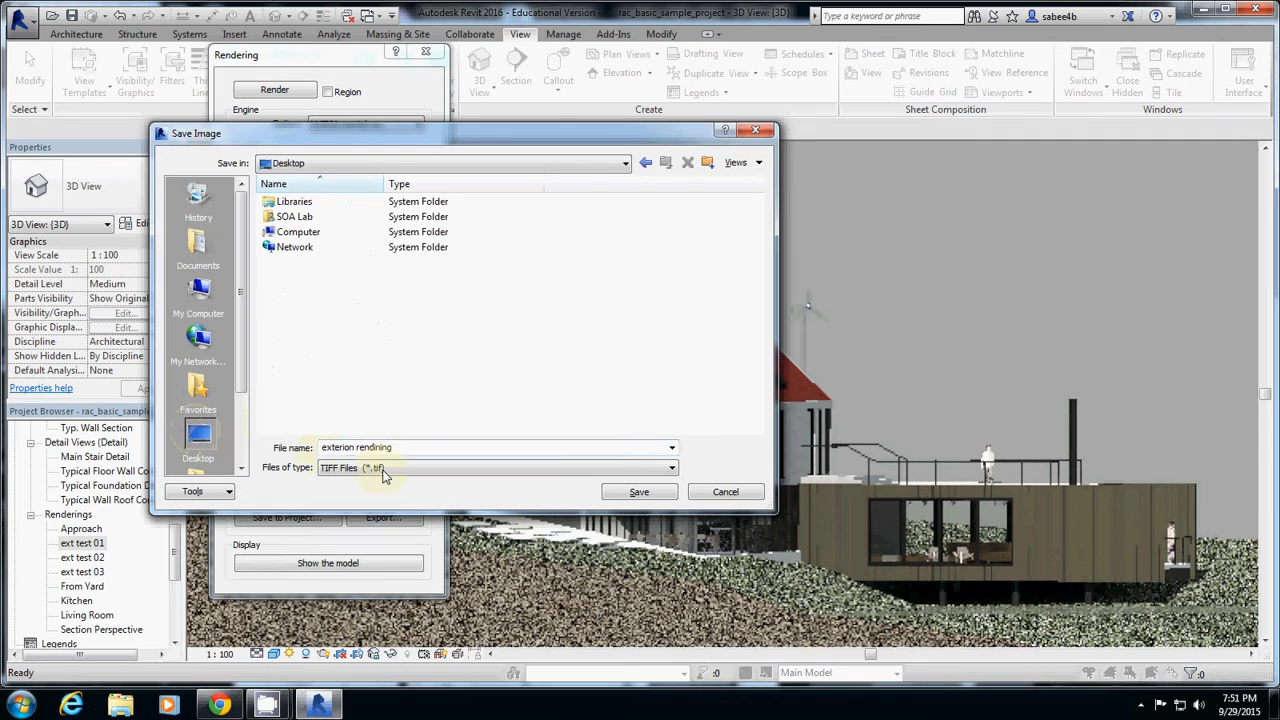 Autodesk Revit 2016 - Educational Version - rac_basic_sample_project - 3D View: {3D}
Type a keyword or phrase
sabee4b
Architecture Structure Systems Insert Annotate Analyze Massing & Site Collaborate View Manage Add-Ins Modify
Modify
View Templates
Visibility/ Graphics
Filters
Select
Rendering
Render
Region
Engine
3D View
Section
Callout
Plan Views
Elevation
Drafting View
Duplicate View
Legends
Schedules
Scope Box
Create
Sheet
View
Title Block
Revisions
Guide Grid
Matchline
View Reference
Sheet Composition
Switch Windows
Close Hidden
Replicate
Cascade
Tile
User Interface
Windows
Save Image
Save in: Desktop
Views
Name Type
Libraries System Folder
SOA Lab
Computer System Folder
Network System Folder
History
Documents
My Computer
My Network...
Favorites
Desktop
File name: exterion rendining
Files of type: TIFF Files (*.tif)
Tools
Save
Cancel
Save to Project...
Export...
Display
Show the model
Properties
3D View
3D View: {3D}
Edi
Graphics
View Scale 1 : 100
Scale Value 1: 100
Detail Level Medium
Parts Visibility Show Original
Visibility/Graph... Edit...
Graphic Displa... Edit...
Discipline Architectural
Show Hidden L... By Discipline
Default Analysi... None
Properties help
Ap
Project Browser - rac_basic_sample
Typ. Wall Section
Detail Views (Detail)
Main Stair Detail
Typical Floor Wall Co
Typical Foundation D
Typical Wall Roof Co
Renderings
Approach
ext test 01
ext test 02
ext test 03
From Yard
Kitchen
Living Room
Section Perspective
Legends
1 : 100
Ready
:0
Main Model
:0
7:51 PM
9/29/2015